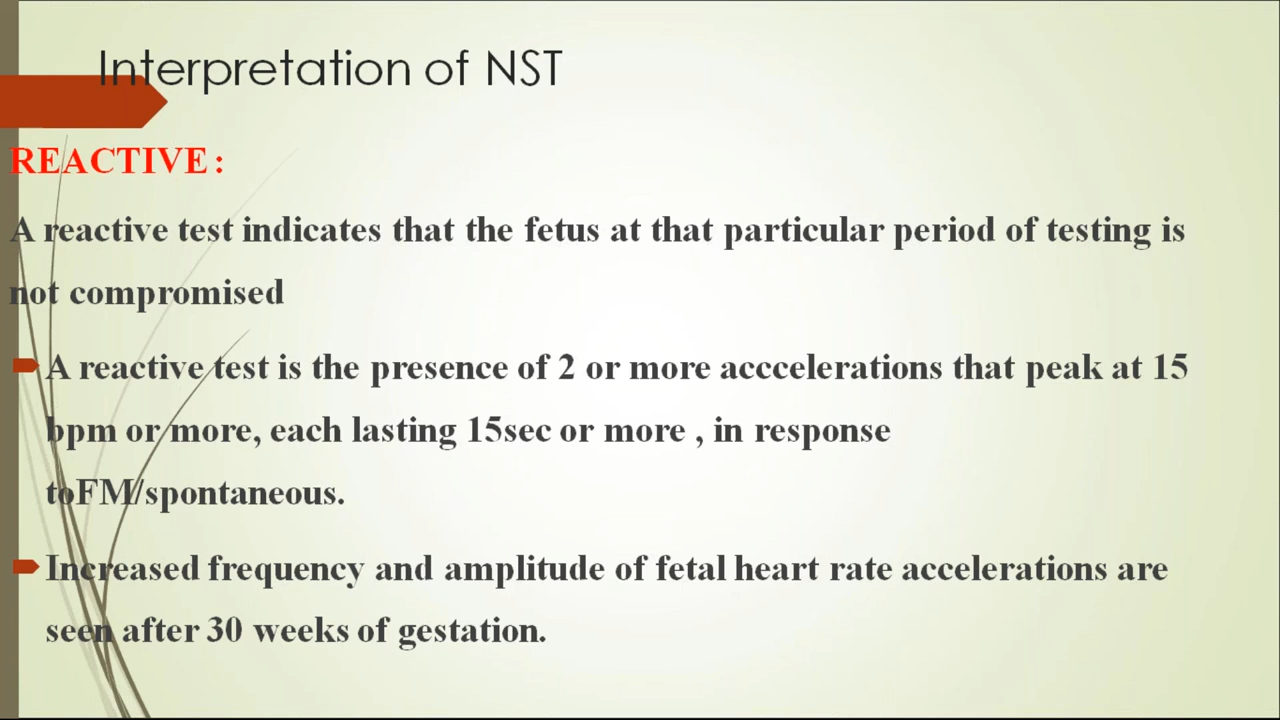 Interpretation of NST
REACTIVE :
A reactive test indicates that the fetus at that particular period of testing is
not compromised
A reactive test is the presence of 2 or more acccelerations that peak at 15
bpm or more, each lasting 15sec or more , in response
toFM/spontaneous.
Increased frequency and amplitude of fetal heart rate accelerations are
seen after 30 weeks of gestation.